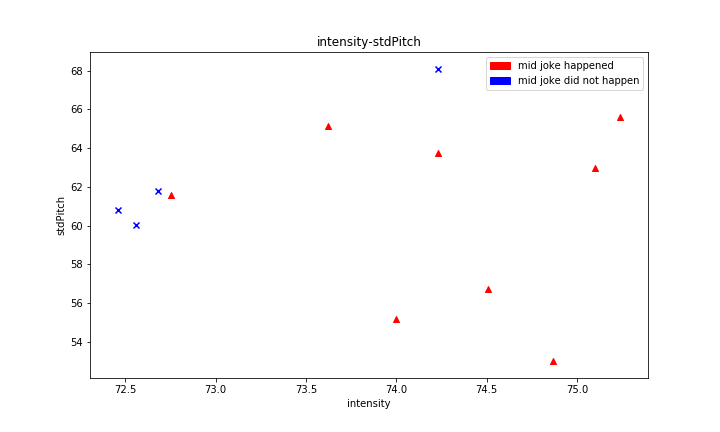 intensity-stdPitch
mid joke happened
mid joke did not happen
68
66
64
62
60
58
56
54
stdPitch
72.5 73.0 73.5 74.0 74.5 75.0
intensity